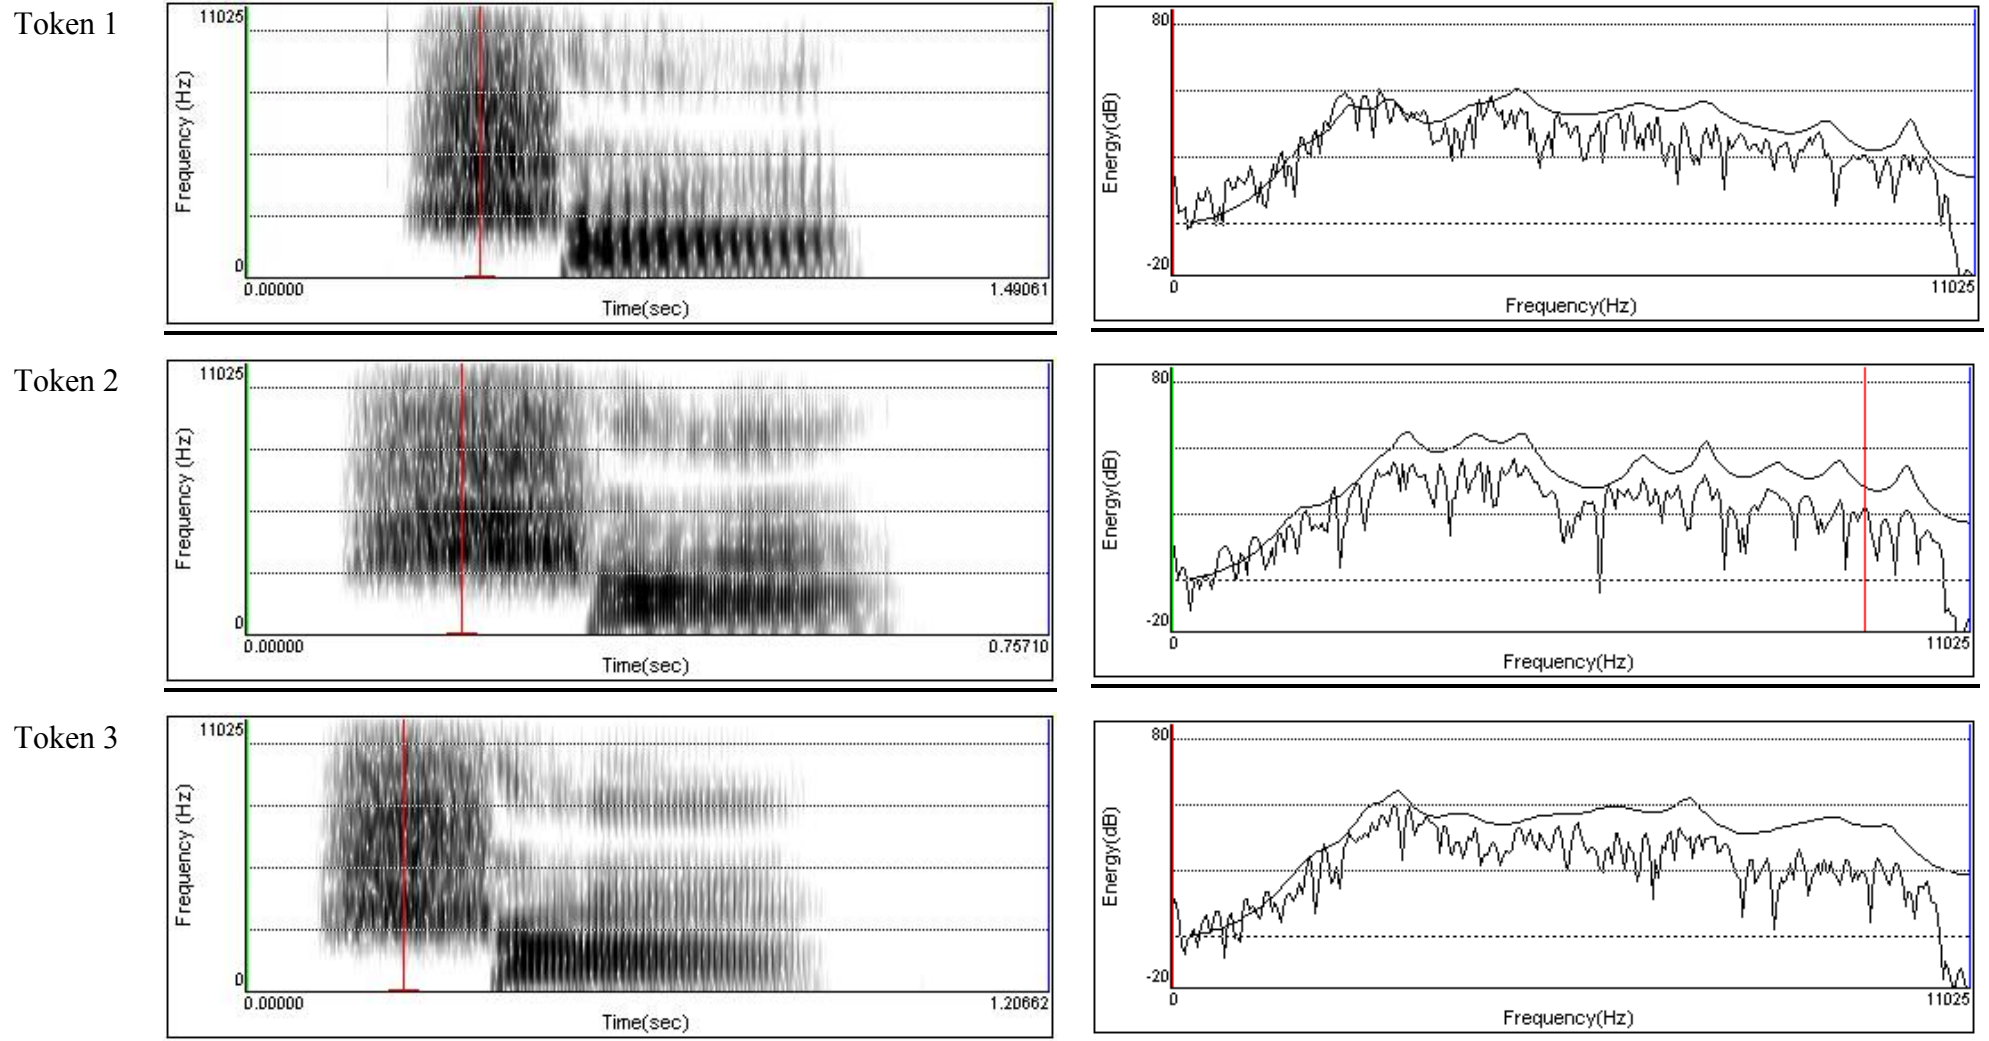 Token 1
11025
Frequency (Hz)
0
0.00000
1.49061
Time(sec)
80
Energy(dB)
-20
0
11025
Frequency(Hz)
Token 2
11025
Frequency (Hz)
0
0.00000
0.75710
Time(sec)
80
Energy(dB)
-20
0
11025
Frequency(Hz)
Token 3
11025
Frequency (Hz)
0
0.00000
1.20662
Time(sec)
80
Energy(dB)
-20
0
11025
Frequency(Hz)